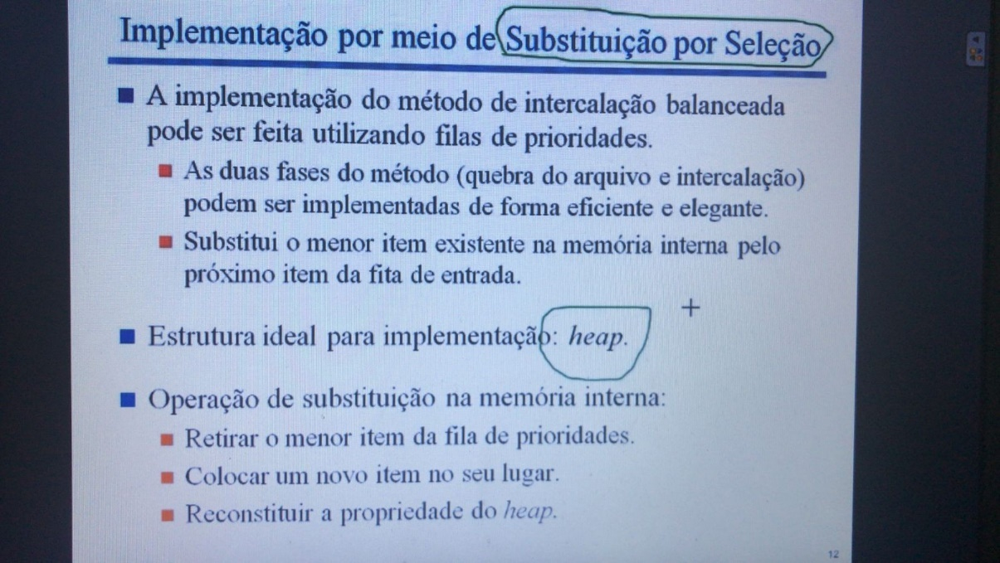 Implementação por meio de Substituição por Seleção
A implementação do método de intercalação balanceada
pode ser feita utilizando filas de prioridades.
As duas fases do método (quebra do arquivo e intercalação)
podem ser implementadas de forma eficiente e elegante.
Substitui o menor item existente na memória interna pelo
próximo item da fita de entrada.
Estrutura ideal para implementação: heap.
Operação de substituição na memória interna:
Retirar o menor item da fila de prioridades.
Colocar um novo item no seu lugar.
Reconstituir a propriedade do heap.
12